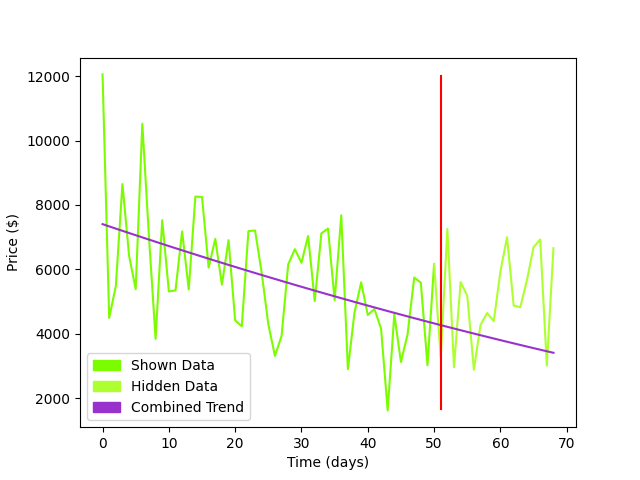 12000
10000
8000
6000
4000
2000
Price ($)
Shown Data
Hidden Data
Combined Trend
0 10 20 30 40 50 60 70
Time (days)